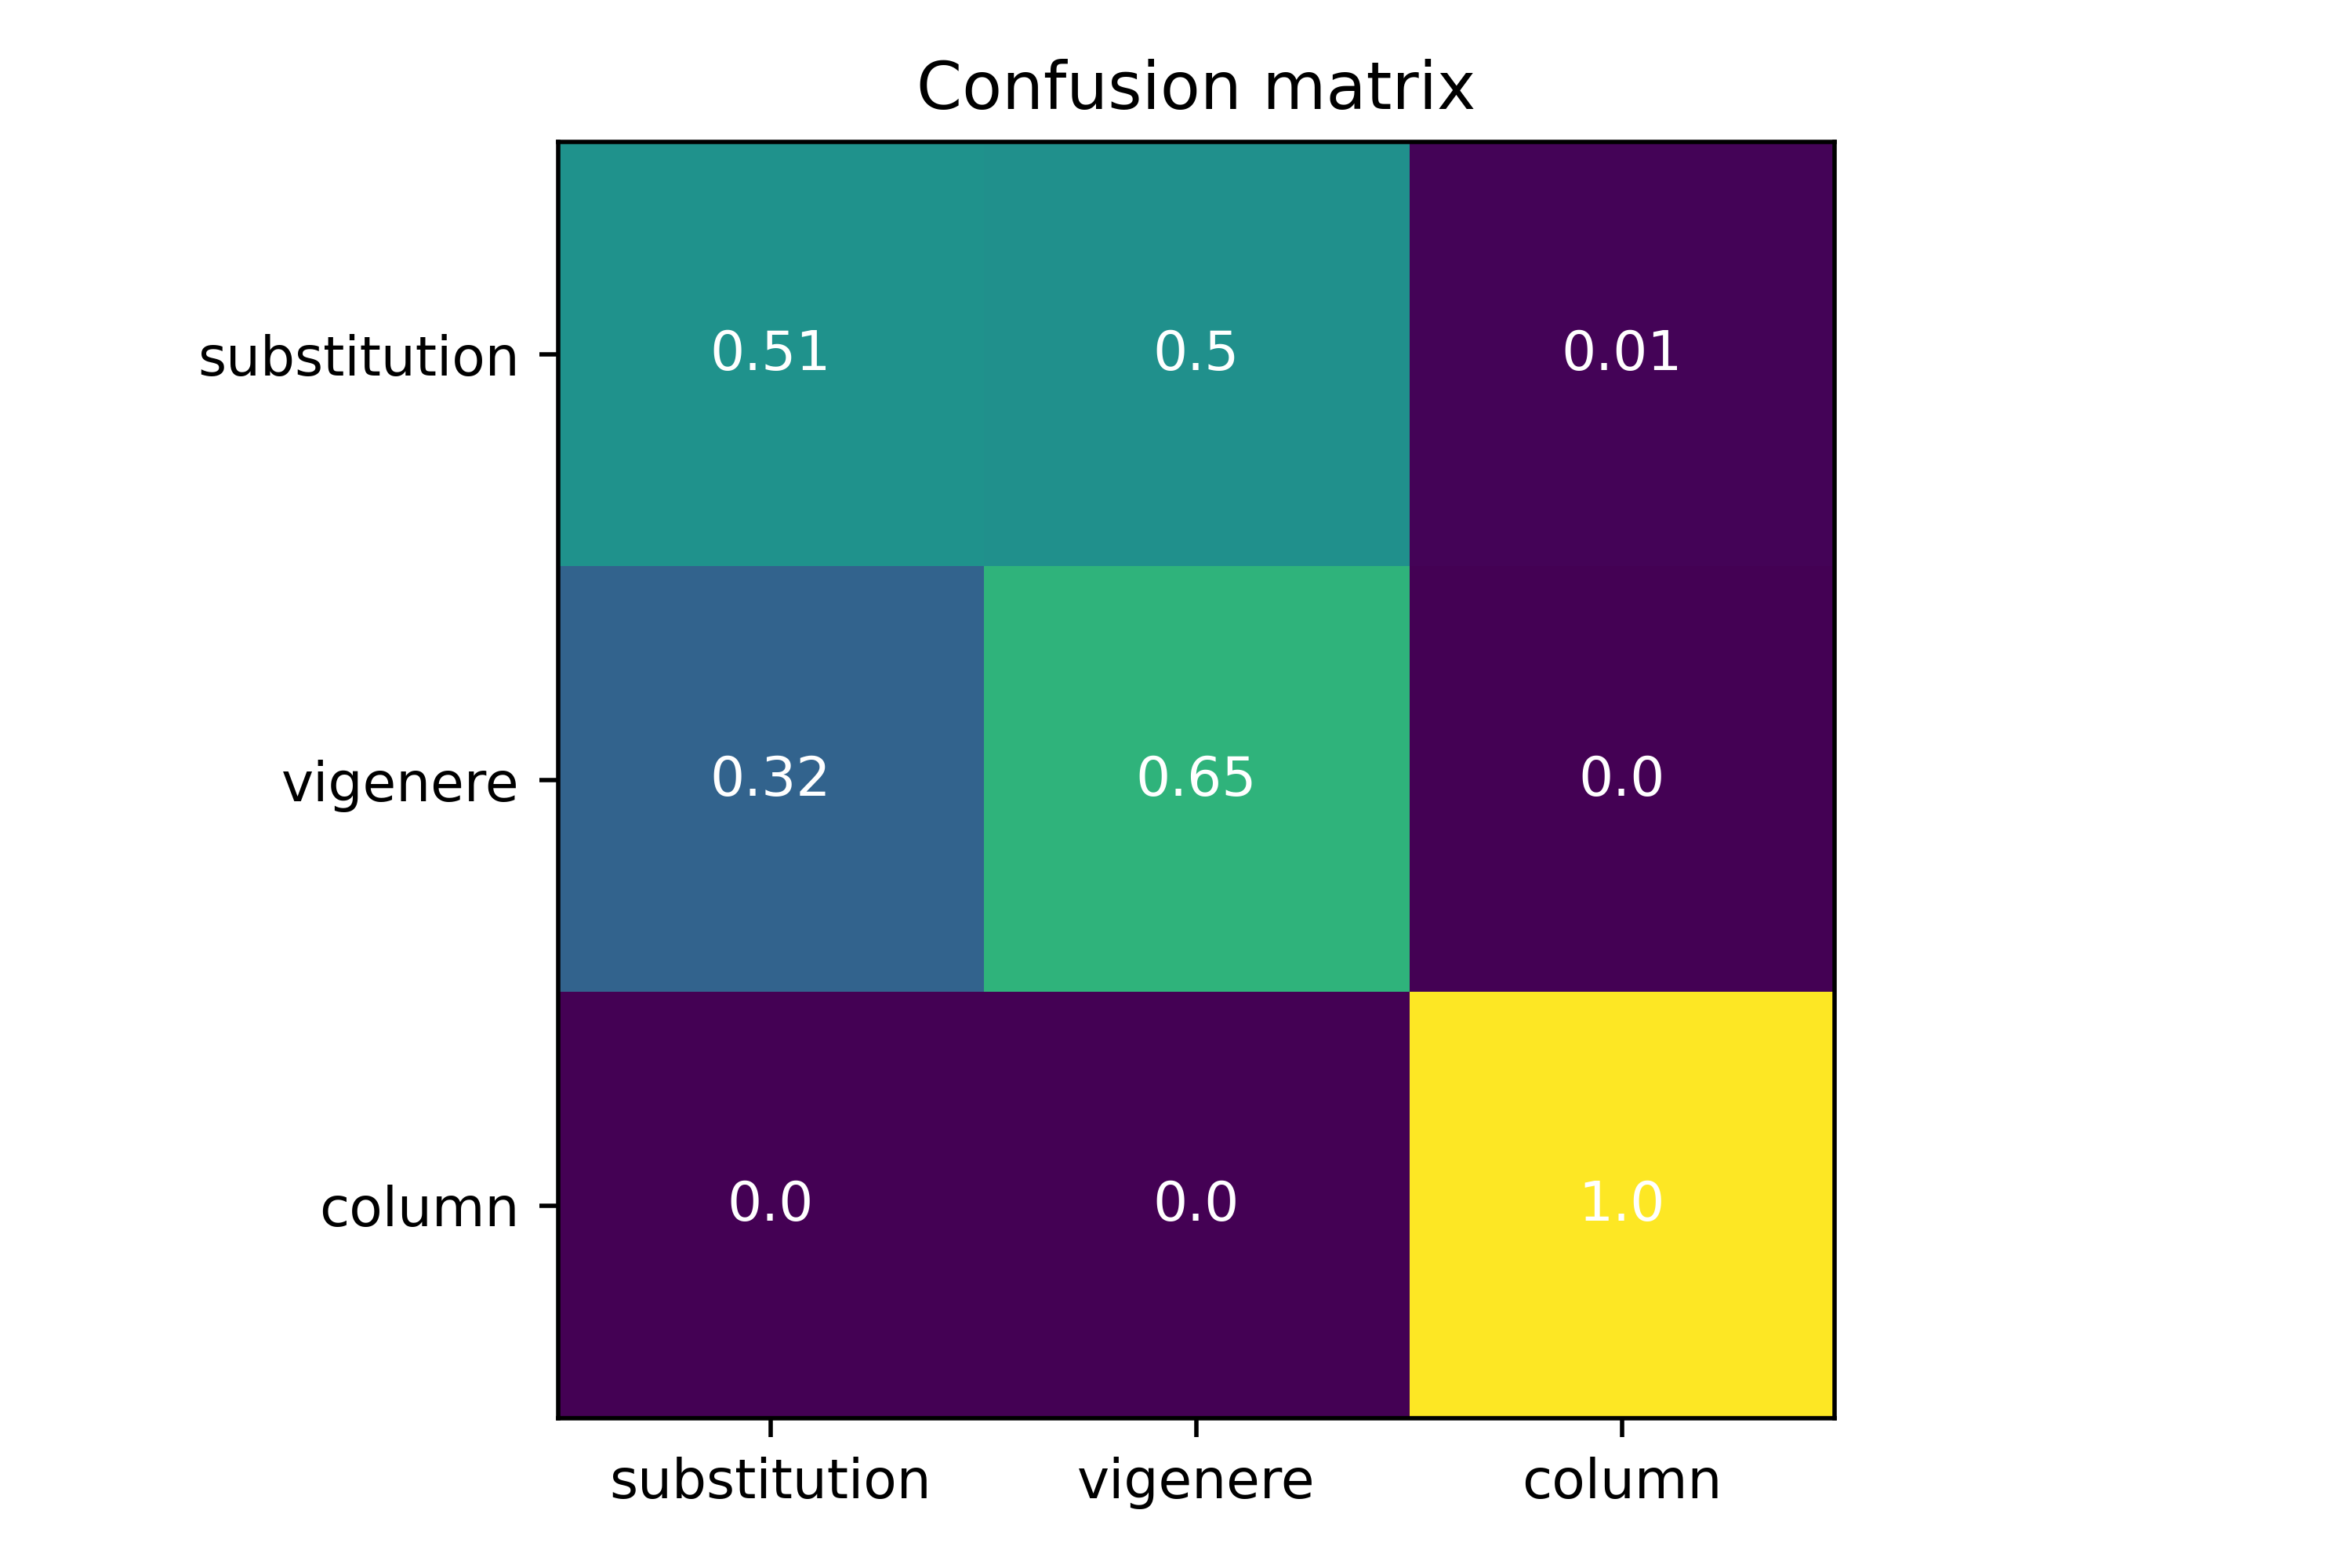 Confusion matrix
substitution 0.51 0.5 0.01
vigenere 0.32 0.65 0.0
column 0.0 0.0 1.0
substitution vigenere column